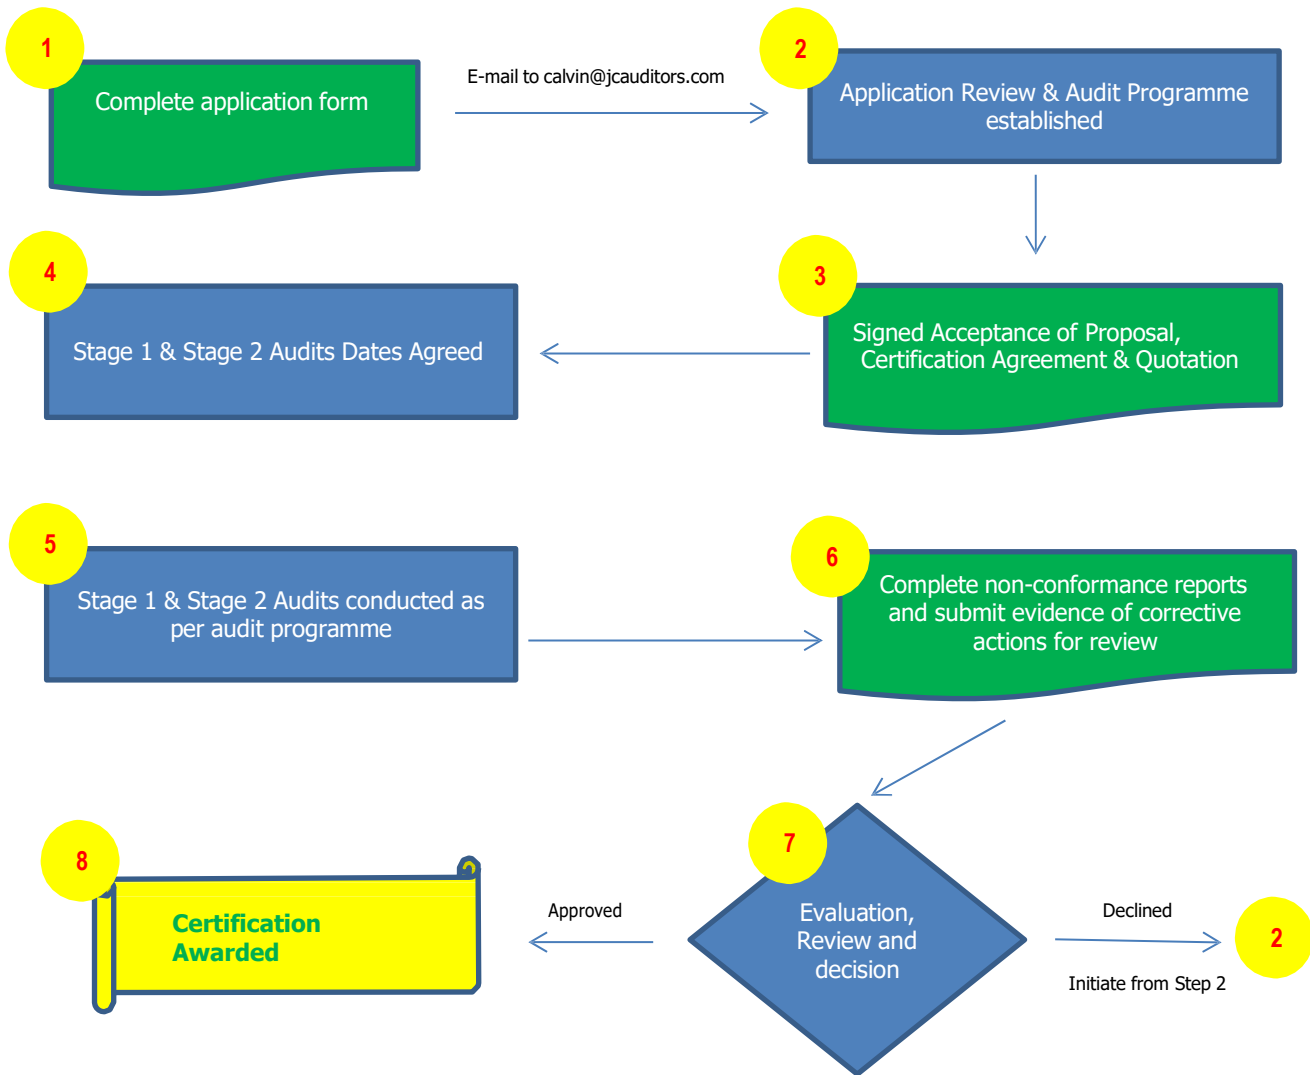 1
Complete application form
E-mail to calvin@jcauditors.com
2
Application Review & Audit Programme
established
4
Stage 1 & Stage 2 Audits Dates Agreed
3
Signed Acceptance of Proposal,
Certification Agreement & Quotation
5
Stage 1 & Stage 2 Audits conducted as
per audit programme
6
Complete non-conformance reports
and submit evidence of corrective
actions for review
8
Certification
Awarded
Approved
7
Evaluation,
Review and
decision
Declined
Initiate from Step 2
2